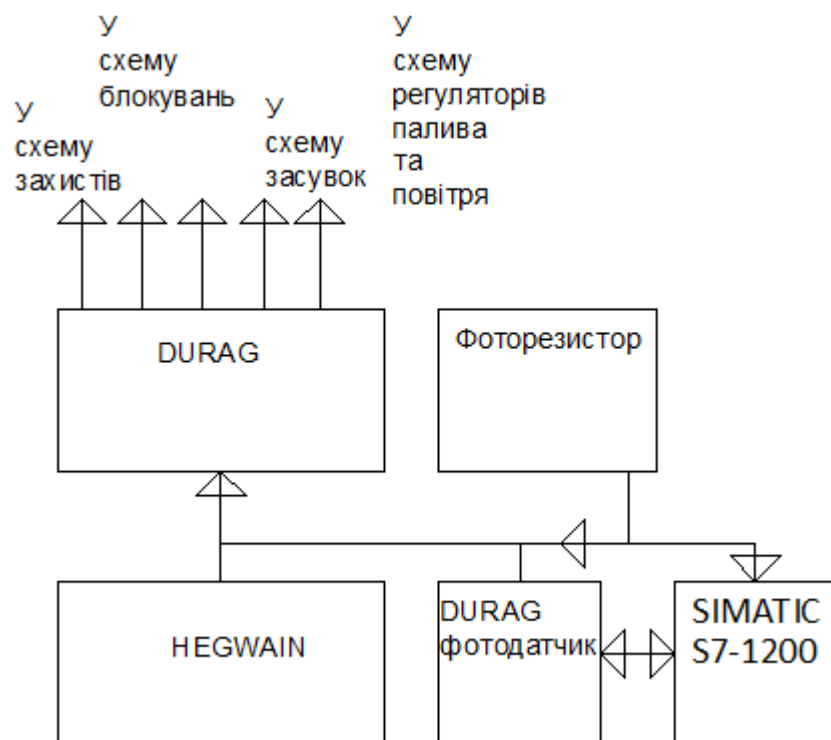 У
схему
захистів
У
схему
блокувань
У
схему
засувок
У
схему
регуляторів
палива
та
повітря
DURAG
Фоторезистор
HEGWAIN
DURAG
фотодатчик
SIMATIC
S7-1200